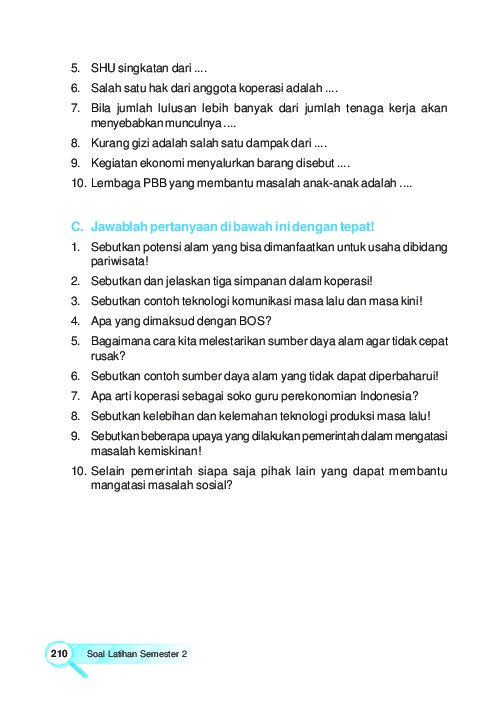 5. SHU singkatan dari ....
6. Salah satu hak dari anggota koperasi adalah ....
7. Bila jumlah lulusan lebih banyak dari jumlah tenaga kerja akan
menyebabkan munculnya ....
8. Kurang gizi adalah salah satu dampak dari ....
9. Kegiatan ekonomi menyalurkan barang disebut ....
10. Lembaga PBB yang membantu masalah anak-anak adalah ....
C. Jawablah pertanyaan di bawah ini dengan tepat!
1. Sebutkan potensi alam yang bisa dimanfaatkan untuk usaha dibidang
pariwisata!
2. Sebutkan dan jelaskan tiga simpanan dalam koperasi!
3. Sebutkan contoh teknologi komunikasi masa lalu dan masa kini!
4. Apa yang dimaksud dengan BOS?
5. Bagaimana cara kita melestarikan sumber daya alam agar tidak cepat
rusak?
6. Sebutkan contoh sumber daya alam yang tidak dapat diperbaharui!
7. Apa arti koperasi sebagai soko guru perekonomian Indonesia?
8. Sebutkan kelebihan dan kelemahan teknologi produksi masa lalu!
9. Sebutkan beberapa upaya yang dilakukan pemerintah dalam mengatasi
masalah kemiskinan!
10. Selain pemerintah siapa saja pihak lain yang dapat membantu
mangatasi masalah sosial?
210 Soal Latihan Semester 2